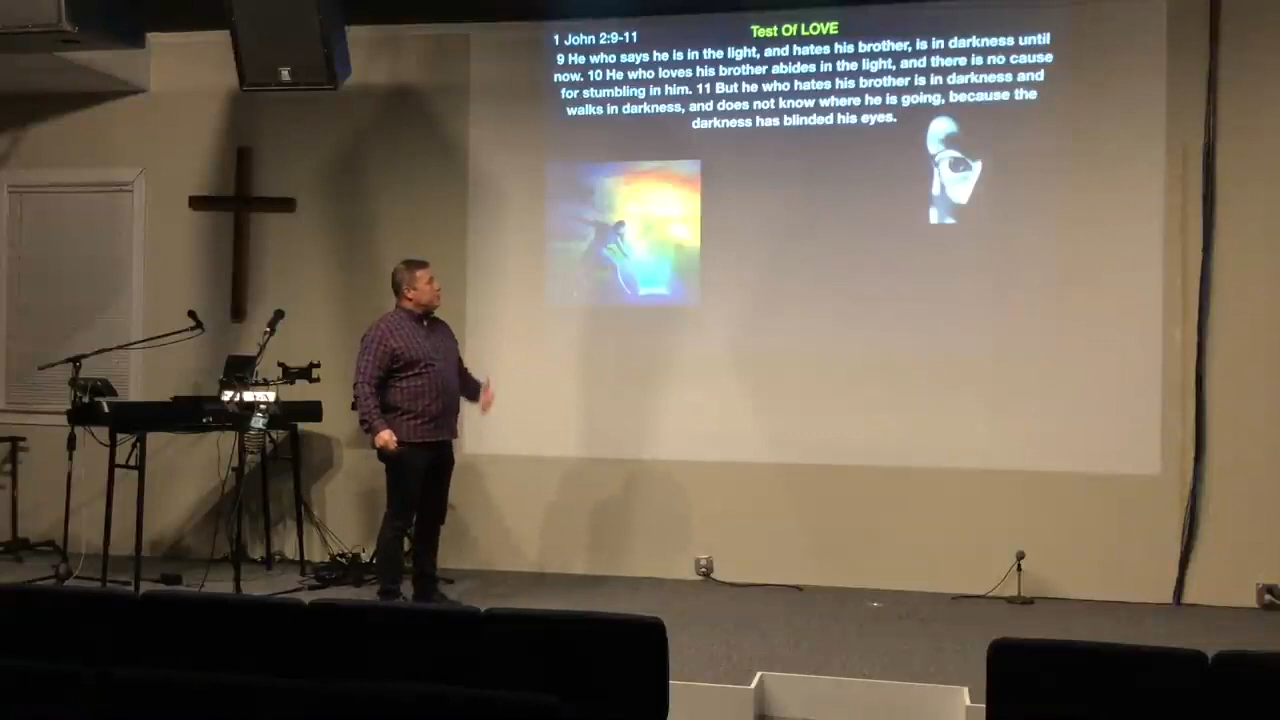 Test Of LOVE
1 John 2:9-11
9 He who says he is in the light, and hates his brother, is in darkness until
now. 10 He who loves his brother abides in the light, and there is no cause
for stumbling in him. 11 But he who hates his brother is in darkness and
walks in darkness, and does not know where he is going, because the
darkness has blinded his eyes.